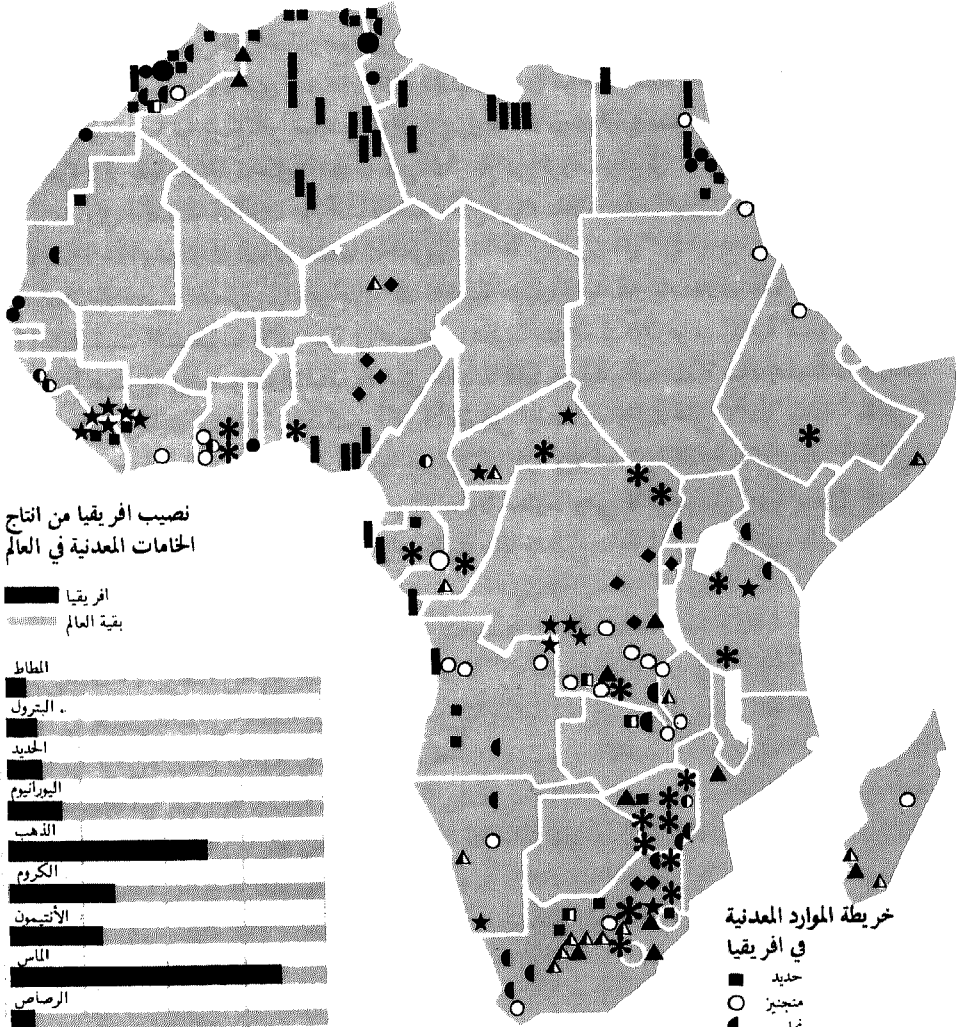 نصيب افريقيا من انتاج
الخامات المعدنية في العالم
افريقيا
بقية العالم
المطاط
البترول
الحديد
اليورانيوم
الذهب
الكروم
الأنتيمون
الماس
الرصاص
خريطة الموارد المعدنية
في افريقيا
حديد
منجنيز